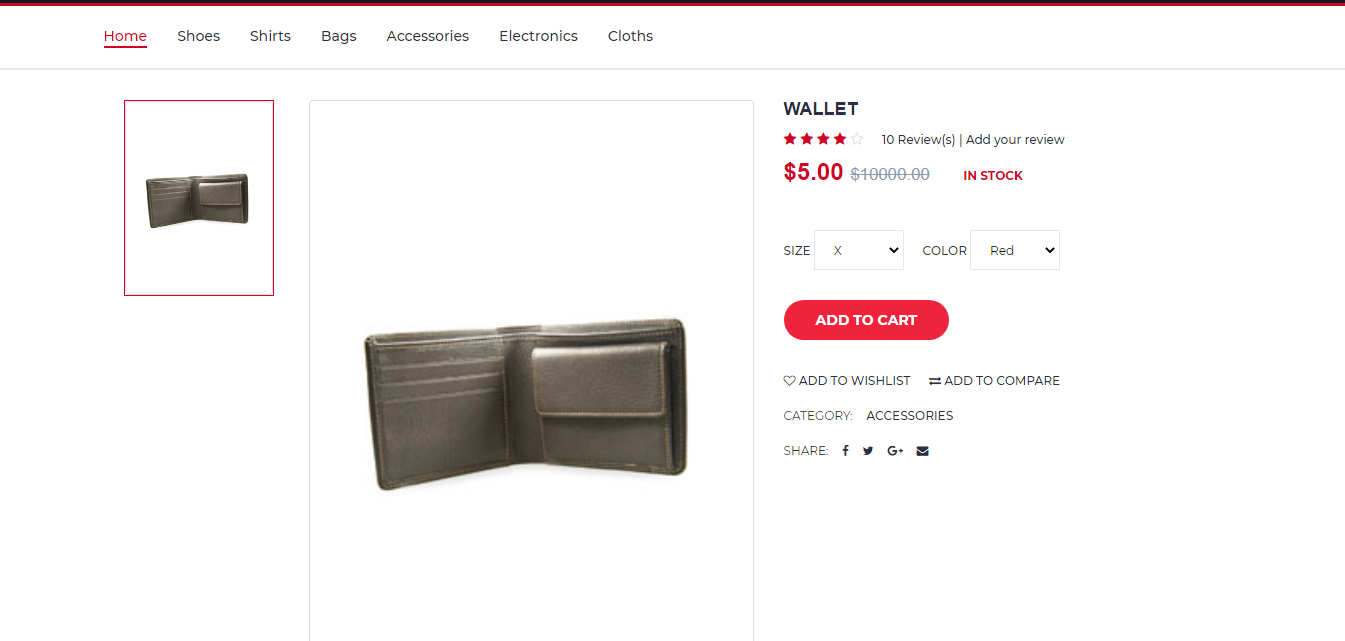 Home Shoes Shirts Bags Accessories Electronics Cloths
WALLET
10 Review(s) | Add your review
$5.00 $10000.00 IN STOCK
SIZE X COLOR Red
ADD TO CART
ADD TO WISHLIST ADD TO COMPARE
CATEGORY: ACCESSORIES
SHARE: